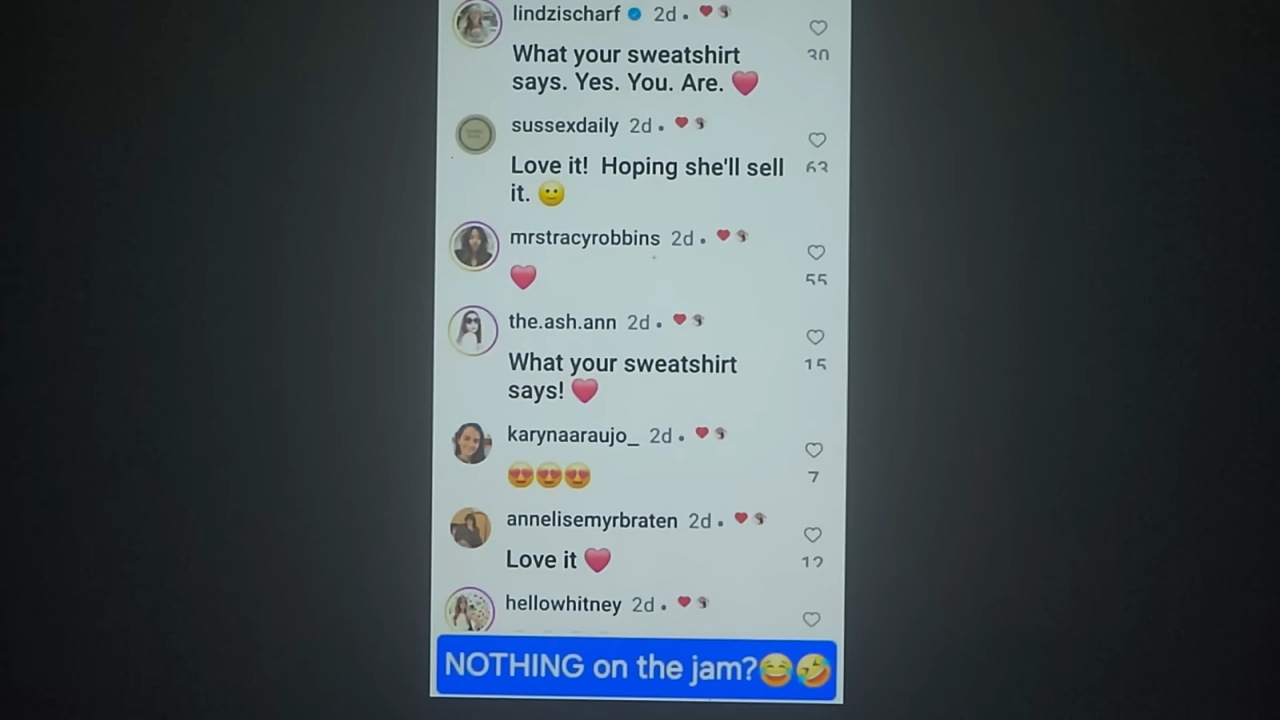 lindzischarf 2d •
30
What your sweatshirt
says. Yes. You. Are. ❤️
sussexdaily 2d •
63
Love it! Hoping she'll sell
it. 🙂
mrstracyrobbins 2d •
55
❤️
the.ash.ann 2d •
15
What your sweatshirt
says! ❤️
karynaaraujo_ 2d •
7
😍😍😍
annelisemyrbraten 2d •
12
Love it ❤️
hellowhitney 2d •
NOTHING on the jam?😂🤣